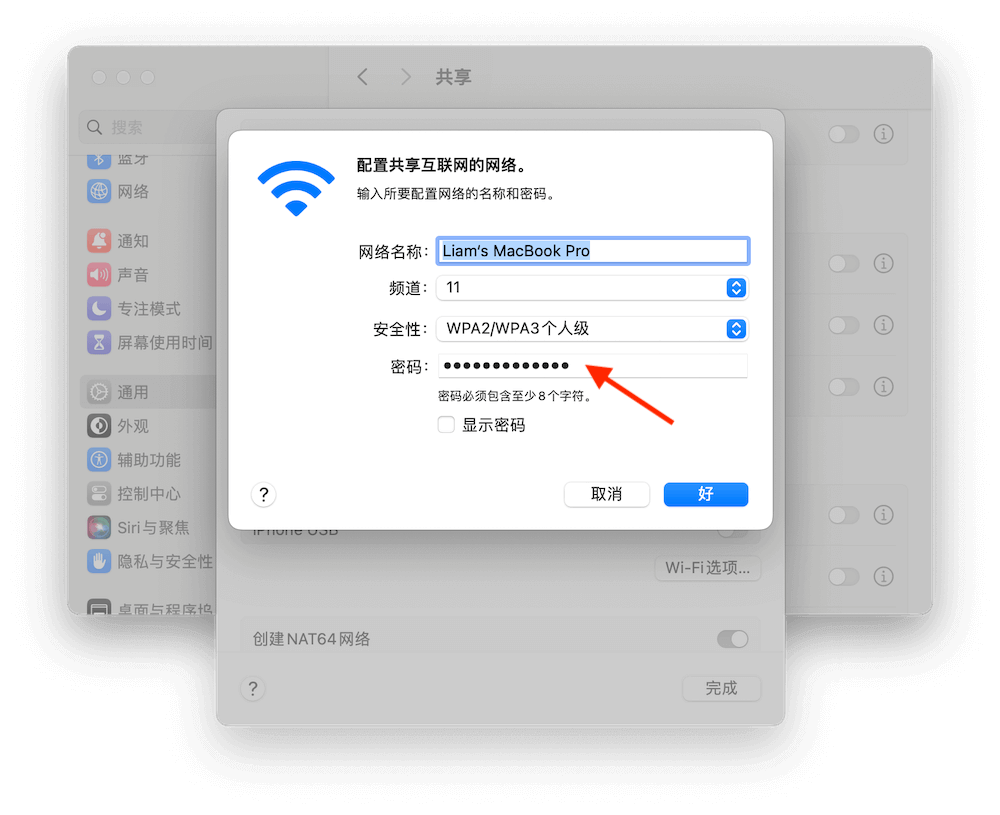 共享
搜索
蓝牙
网络
通知
声音
专注模式
屏幕使用时间
通用
外观
辅助功能
控制中心
Siri与聚焦
隐私与安全性
桌面与程序坞
配置共享互联网的网络。
输入所要配置网络的名称和密码。
网络名称： Liam‘s MacBook Pro
频道： 11
安全性： WPA2/WPA3个人级
密码： •••••••••••••
密码必须包含至少8个字符。
显示密码
? 取消 好
iPhone USB
Wi-Fi选项...
创建NAT64网络
? 完成